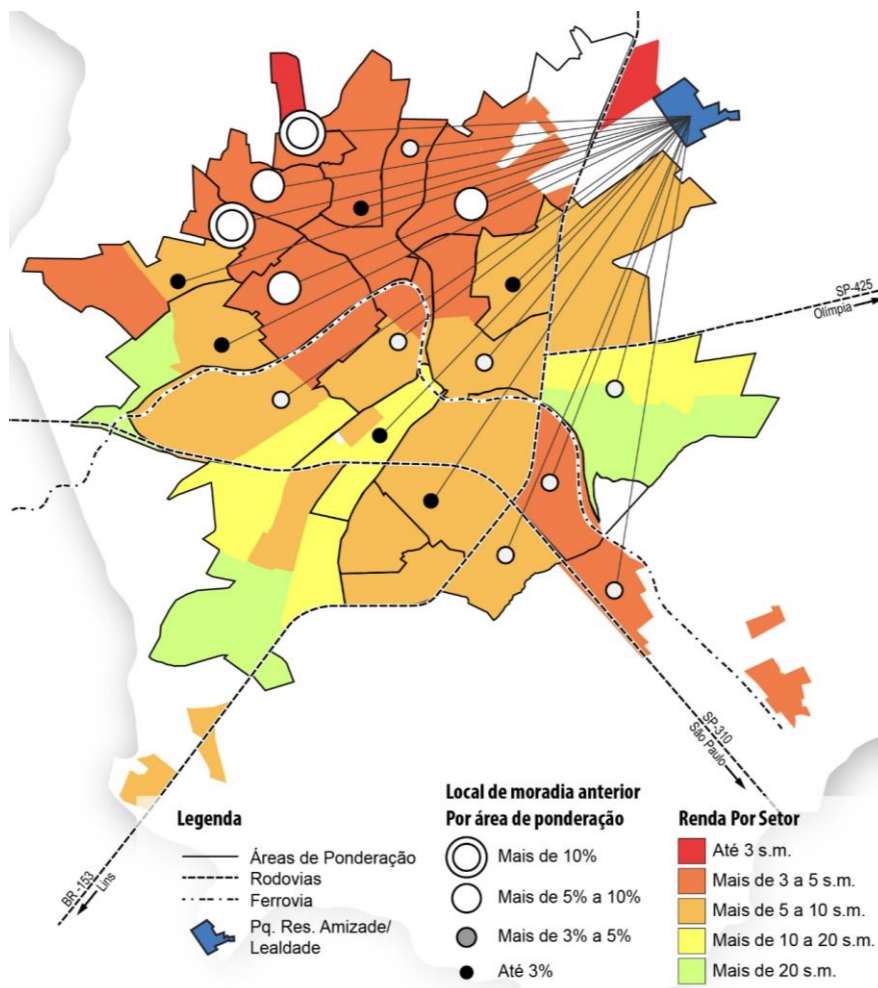 SP-425
Olímpia
SP-310
São Paulo
BR -153
Lins
Legenda
Áreas de Ponderação
Rodovias
Ferrovia
Pq. Res. Amizade/
Lealdade
Local de moradia anterior
Por área de ponderação
Mais de 10%
Mais de 5% a 10%
Mais de 3% a 5%
Até 3%
Renda Por Setor
Até 3 s.m.
Mais de 3 a 5 s.m.
Mais de 5 a 10 s.m.
Mais de 10 a 20 s.m.
Mais de 20 s.m.